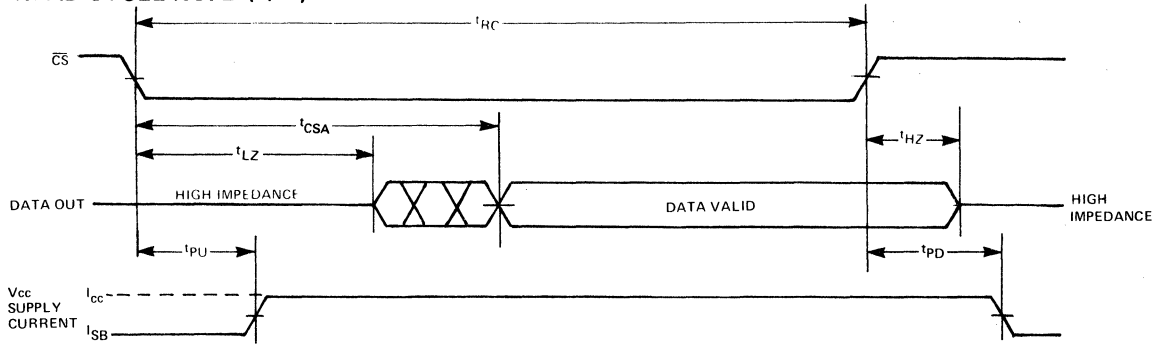 tRC
CS
tCSA
tLZ
tHZ
DATA OUT
HIGH IMPEDANCE
DATA VALID
HIGH
IMPEDANCE
tPU
tPD
Vcc
SUPPLY
CURRENT
Icc
ISB